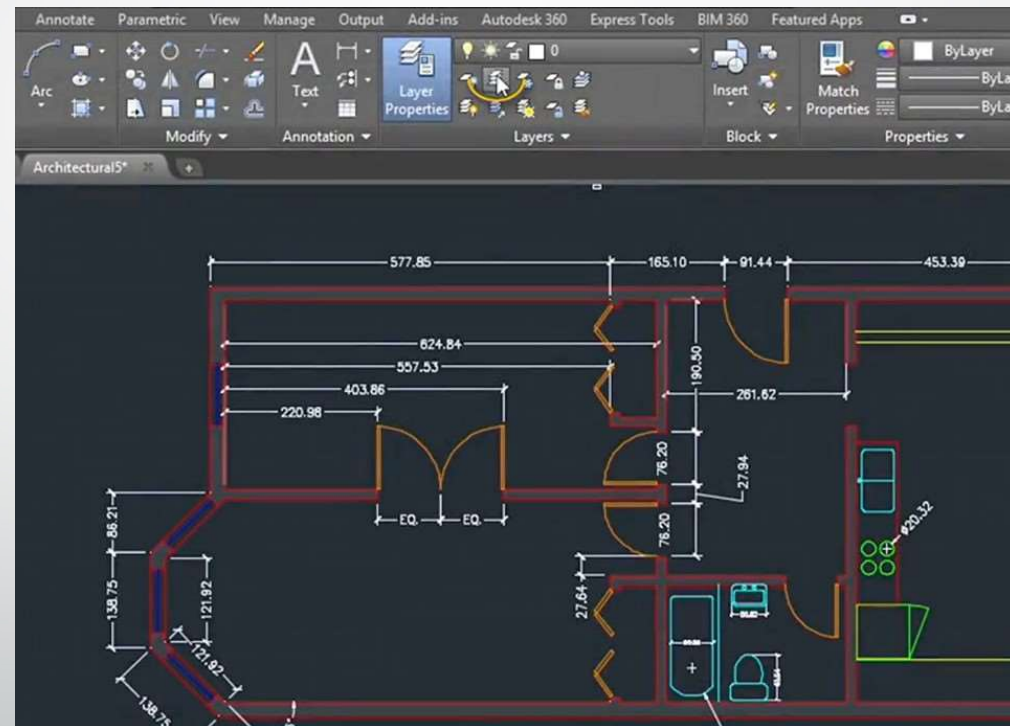 Annotate Parametric View Manage Output Add-ins Autodesk 360 Express Tools BIM 360 Featured Apps
0
ByLayer
Arc
Text
Layer
Properties
Insert
Match
Properties
Modify
Annotation
Layers
Block
Properties
Architectural5*
577.85
165.10
91.44
453.39
624.84
557.53
403.86
220.98
190.50
261.62
76.20
27.94
EQ.
EQ.
76.20
86.21
138.75
121.92
121.92
138.75
27.64
ø20.32